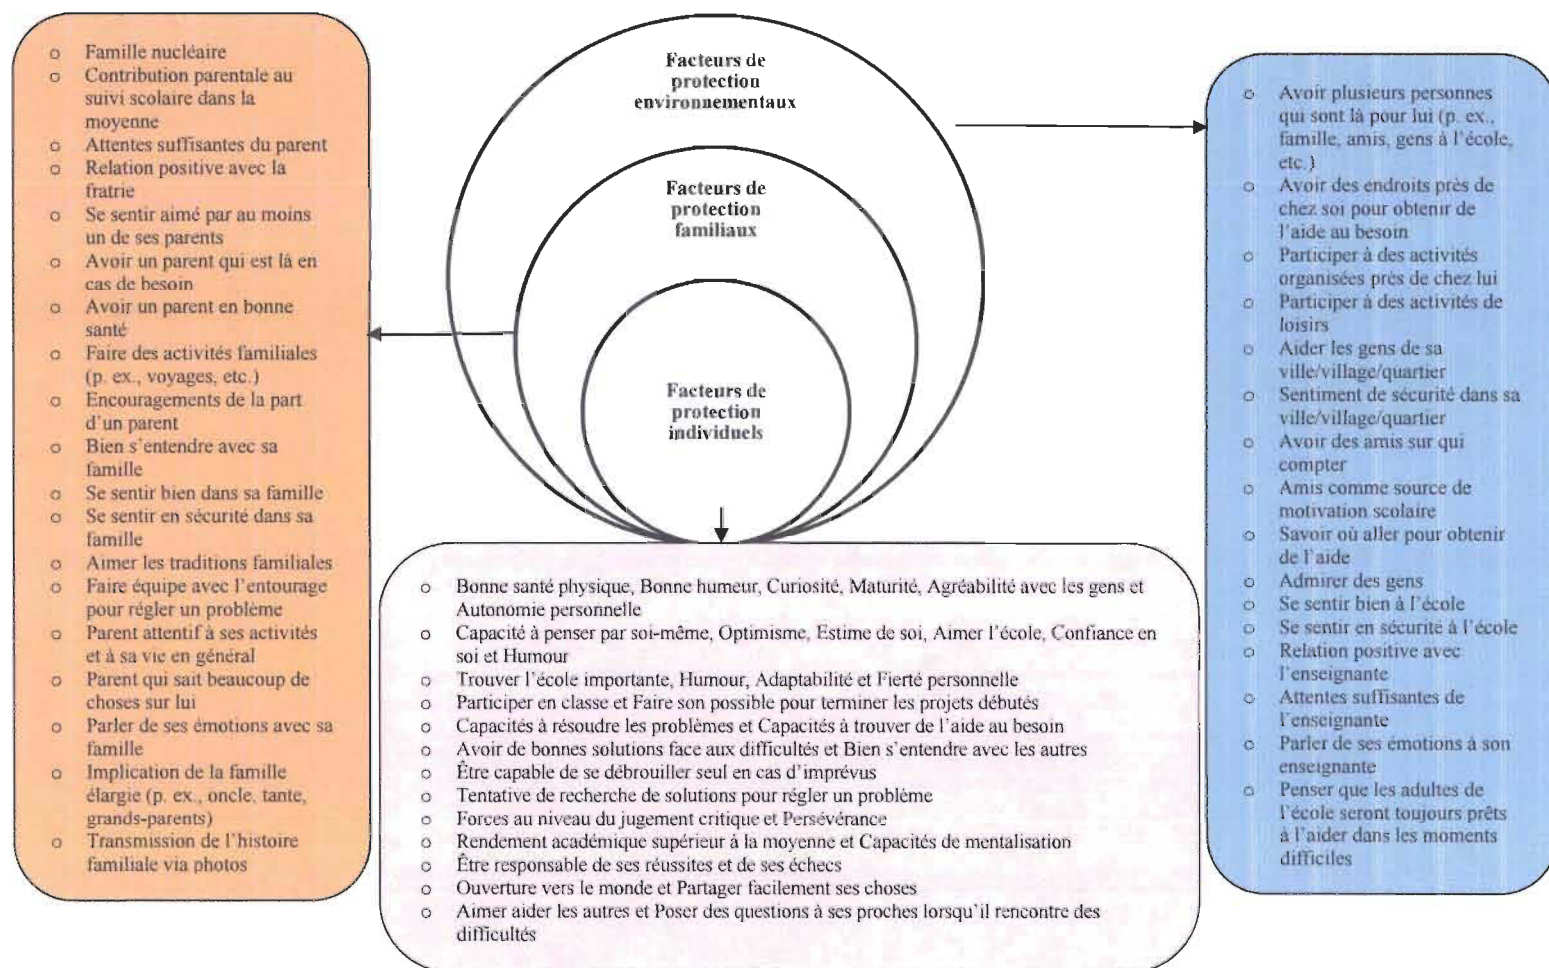 o Famille nucléaire
o Contribution parentale au
suivi scolaire dans la
moyenne
o Attentes suffisantes du parent
o Relation positive avec la
fratrie
o Se sentir aimé par au moins
un de ses parents
o Avoir un parent qui est là en
cas de besoin
o Avoir un parent en bonne
santé
o Faire des activités familiales
(p. ex., voyages, etc.)
o Encouragements de la part
d'un parent
o Bien s'entendre avec sa
famille
o Se sentir bien dans sa famille
o Se sentir en sécurité dans sa
famille
o Aimer les traditions familiales
o Faire équipe avec l'entourage
pour régler un problème
o Parent attentif à ses activités
et à sa vie en général
o Parent qui sait beaucoup de
choses sur lui
o Parler de ses émotions avec sa
famille
o Implication de la famille
élargie (p. ex., oncle, tante,
grands-parents)
o Transmission de l'histoire
familiale via photos
Facteurs de
protection
environnementaux
Facteurs de
protection
familiaux
Facteurs de
protection
individuels
o Bonne santé physique, Bonne humeur, Curiosité, Maturité, Agréabilité avec les gens et
Autonomie personnelle
o Capacité à penser par soi-même, Optimisme, Estime de soi, Aimer l'école, Confiance en
soi et Humour
o Trouver l'école importante, Humour, Adaptabilité et Fierté personnelle
o Participer en classe et Faire son possible pour terminer les projets débutés
o Capacités à résoudre les problèmes et Capacités à trouver de l'aide au besoin
o Avoir de bonnes solutions face aux difficultés et Bien s'entendre avec les autres
o Être capable de se débrouiller seul en cas d'imprévus
o Tentative de recherche de solutions pour régler un problème
o Forces au niveau du jugement critique et Persévérance
o Rendement académique supérieur à la moyenne et Capacités de mentalisation
o Être responsable de ses réussites et de ses échecs
o Ouverture vers le monde et Partager facilement ses choses
o Aimer aider les autres et Poser des questions à ses proches lorsqu'il rencontre des
difficultés
o Avoir plusieurs personnes
qui sont là pour lui (p. ex.,
famille, amis, gens à l'école,
etc.)
o Avoir des endroits près de
chez soi pour obtenir de
l'aide au besoin
o Participer à des activités
organisées près de chez lui
o Participer à des activités de
loisirs
o Aider les gens de sa
ville/village/quartier
o Sentiment de sécurité dans sa
ville/village/quartier
o Avoir des amis sur qui
compter
o Amis comme source de
motivation scolaire
o Savoir où aller pour obtenir
de l'aide
o Admirer des gens
o Se sentir bien à l'école
o Se sentir en sécurité à l'école
o Relation positive avec
l'enseignante
o Attentes suffisantes de
l'enseignante
o Parler de ses émotions à son
enseignante
o Penser que les adultes de
l'école seront toujours prêts
à l'aider dans les moments
difficiles